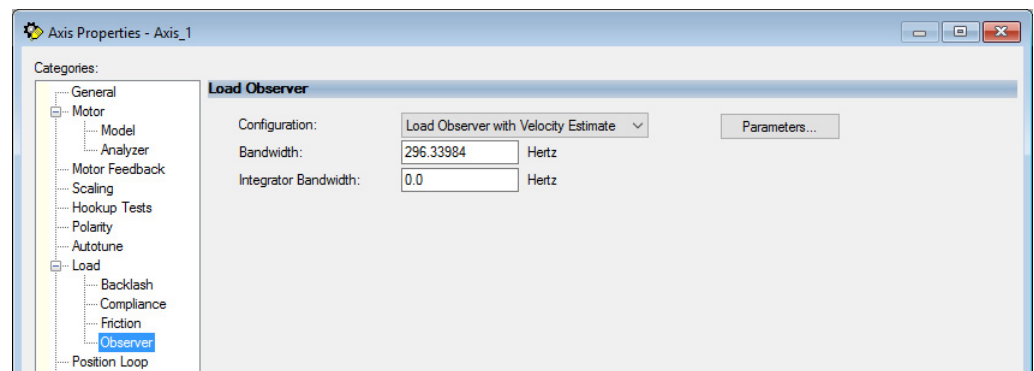 Axis Properties - Axis_1
Categories:
General
Motor
Model
Analyzer
Motor Feedback
Scaling
Hookup Tests
Polarity
Autotune
Load
Backlash
Compliance
Friction
Observer
Position Loop
Load Observer
Configuration: Load Observer with Velocity Estimate Parameters...
Bandwidth: 296.33984 Hertz
Integrator Bandwidth: 0.0 Hertz